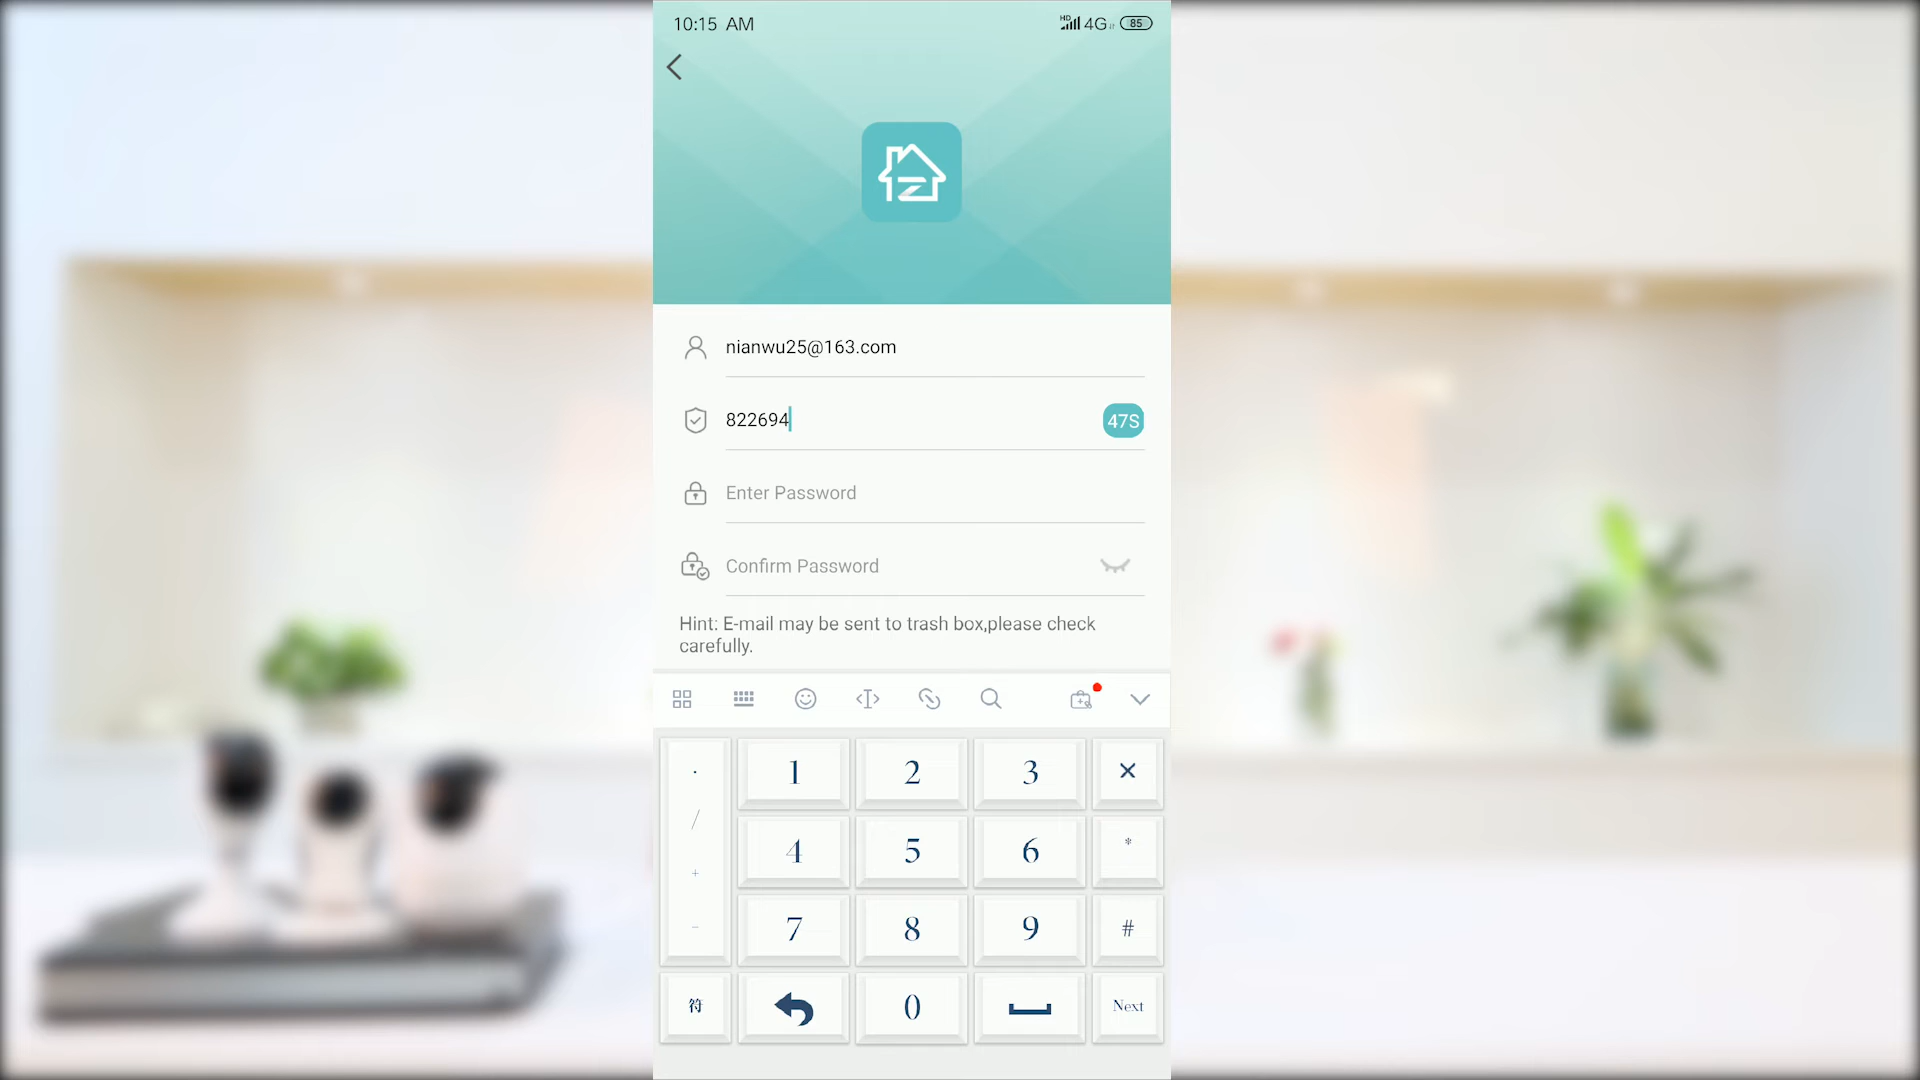 10:15 AM
HD 4G 85
nianwu25@163.com
822694
47S
Enter Password
Confirm Password
Hint: E-mail may be sent to trash box,please check
carefully.
.
1 2 3 ×
/
4 5 6 *
+
7 8 9 #
-
符 0 Next